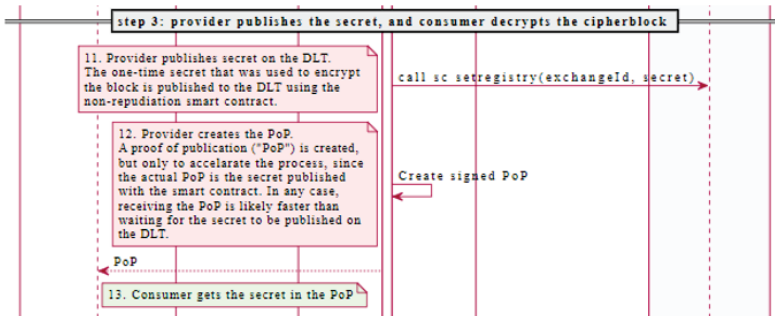 step 3: provider publishes the secret, and consumer decrypts the cipherblock
11. Provider publishes secret on the DLT.
The one-time secret that was used to encrypt
the block is published to the DLT using the
non-repudiation smart contract.
call sc setregistry(exchangeId, secret)
12. Provider creates the PoP.
A proof of publication ("PoP") is created,
but only to accelarate the process, since
the actual PoP is the secret published
with the smart contract. In any case,
receiving the PoP is likely faster than
waiting for the secret to be published on
the DLT.
Create signed PoP
PoP
13. Consumer gets the secret in the PoP